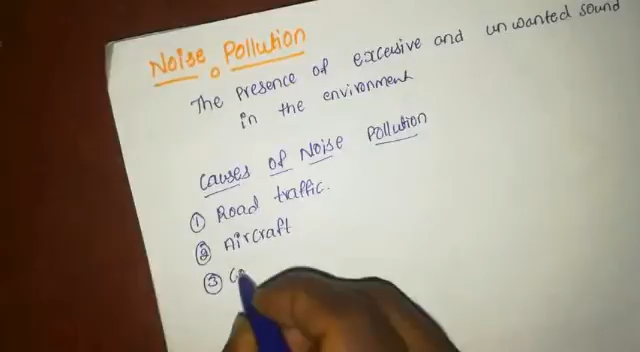 Noise Pollution
The presence of excessive and unwanted sound
in the environment
Causes of Noise Pollution
① Road traffic.
② Aircraft
③ C